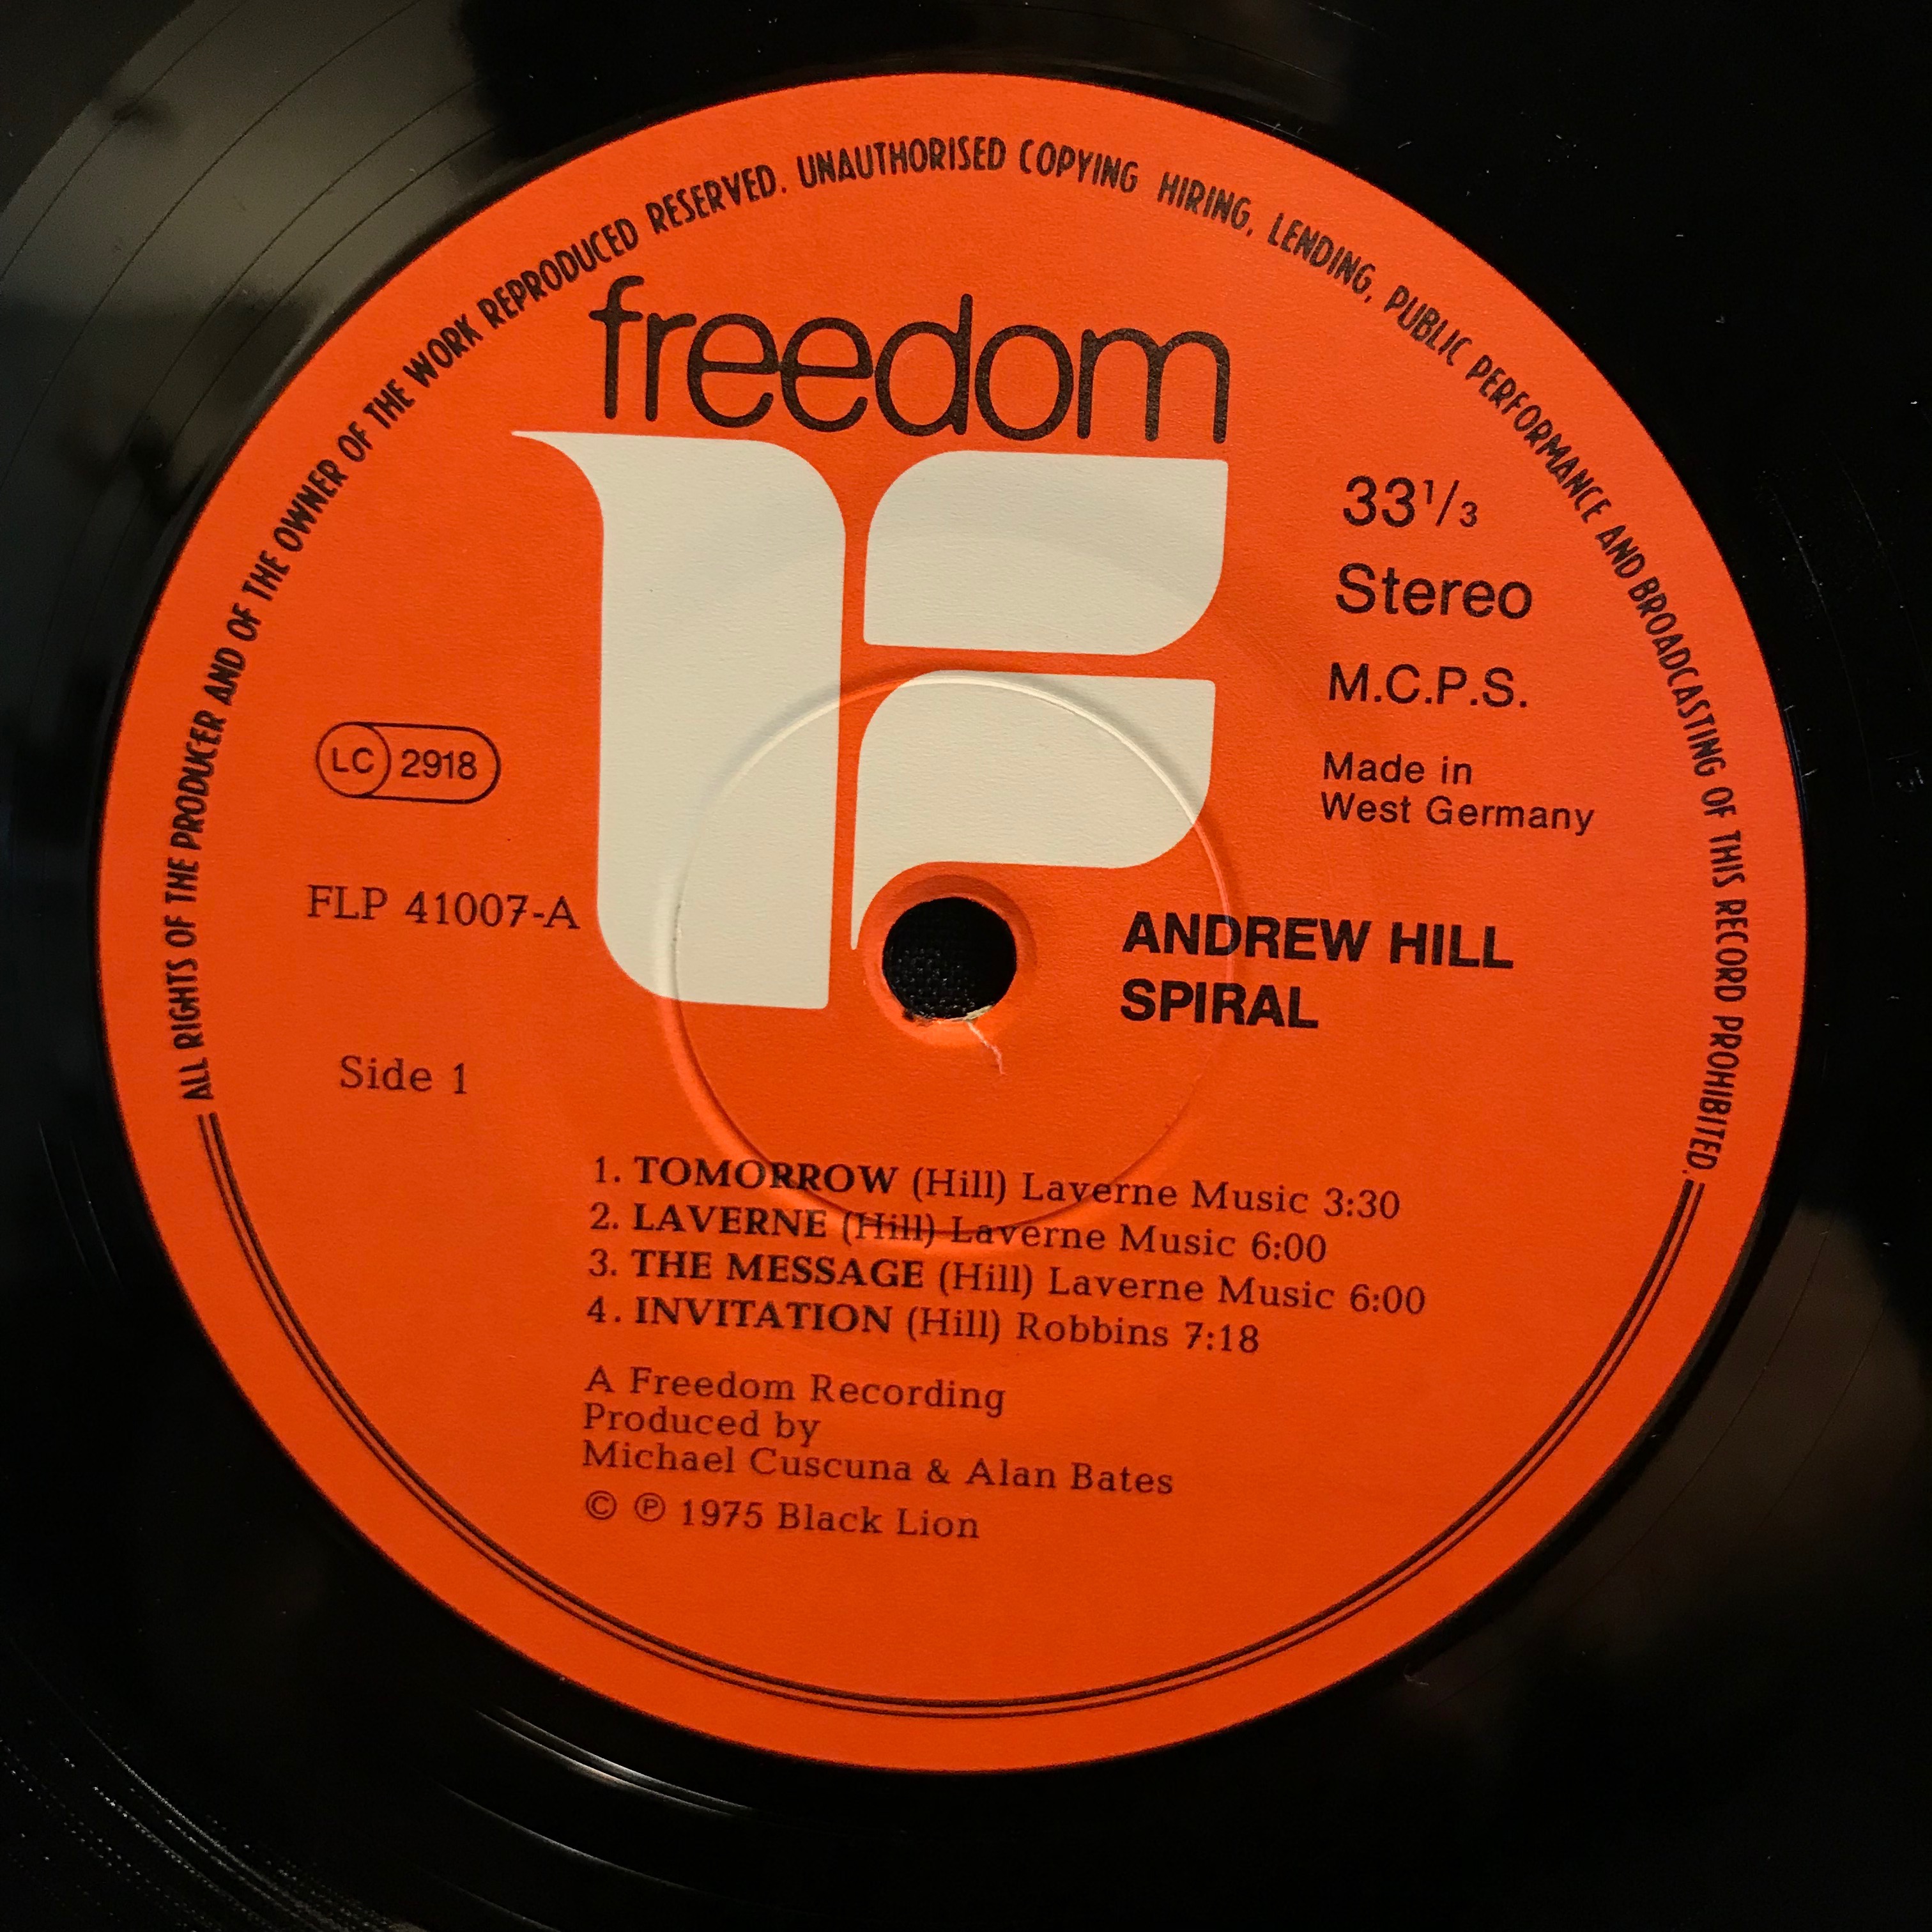 ALL RIGHTS OF THE PRODUCER AND OF THE OWNER OF THE WORK REPRODUCED RESERVED. UNAUTHORISED COPYING HIRING, LENDING, PUBLIC PERFORMANCE AND BROADCASTING OF THIS RECORD PROHIBITED.
freedom
33 1/3
Stereo
M.C.P.S.
LC 2918
Made in
West Germany
FLP 41007-A
ANDREW HILL
SPIRAL
Side 1
1. TOMORROW (Hill) Laverne Music 3:30
2. LAVERNE (Hill) Laverne Music 6:00
3. THE MESSAGE (Hill) Laverne Music 6:00
4. INVITATION (Hill) Robbins 7:18
A Freedom Recording
Produced by
Michael Cuscuna & Alan Bates
© ℗ 1975 Black Lion